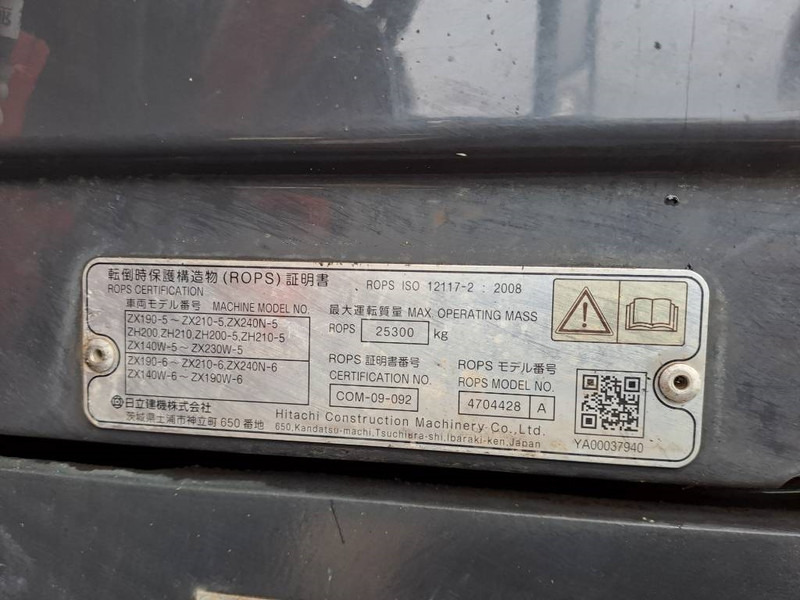 転倒時保護構造物(ROPS)証明書
ROPS CERTIFICATION
ROPS ISO 12117-2 : 2008
車両モデル番号 MACHINE MODEL NO.
ZX190-5～ZX210-5,ZX240N-5
ZH200,ZH210,ZH200-5,ZH210-5
ZX140W-5～ZX230W-5
ZX190-6～ZX210-6,ZX240N-6
ZX140W-6～ZX190W-6
最大運転質量 MAX OPERATING MASS
ROPS 25300 kg
ROPS 証明書番号
CERTIFICATION NO.
COM-09-092
ROPS モデル番号
ROPS MODEL NO.
4704428 A
日立建機株式会社
茨城県土浦市神立町 650 番地
Hitachi Construction Machinery Co.,Ltd.
650,Kandatsu-machi,Tsuchiura-shi,Ibaraki-ken,Japan
YA00037940